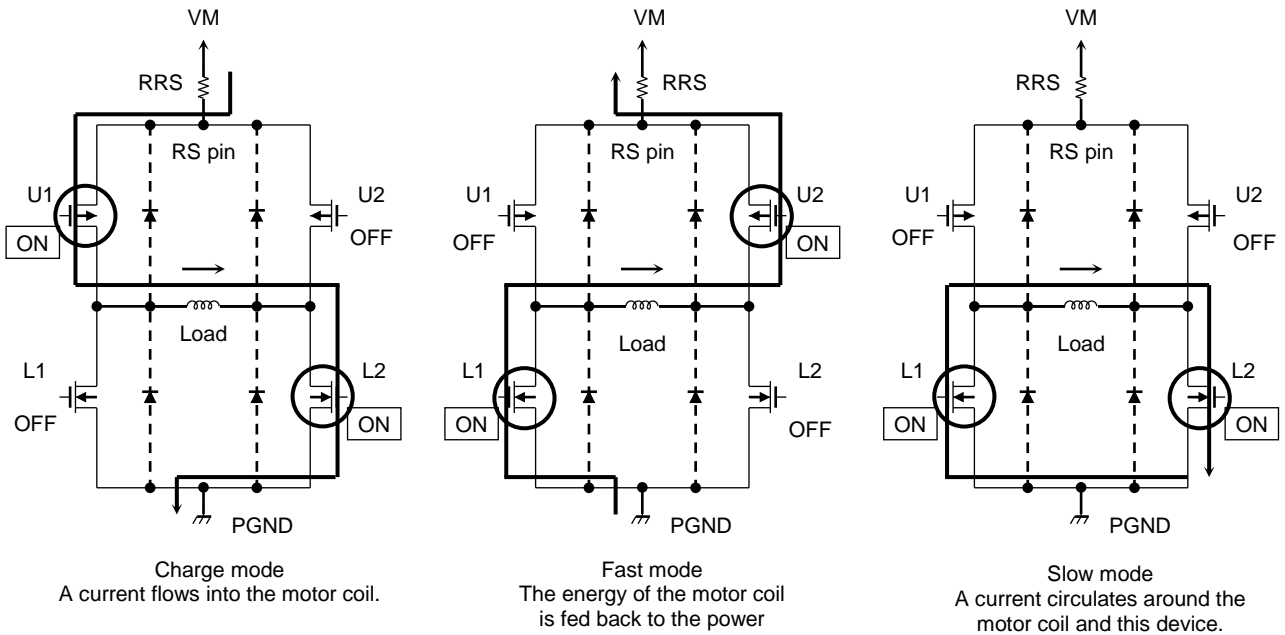 VM
RRS
RS pin
U1
U2
ON
OFF
Load
L1
L2
OFF
ON
PGND
Charge mode
A current flows into the motor coil.
VM
RRS
RS pin
U1
U2
OFF
ON
Load
L1
L2
ON
OFF
PGND
Fast mode
The energy of the motor coil
is fed back to the power
VM
RRS
RS pin
U1
U2
OFF
OFF
Load
L1
L2
ON
ON
PGND
Slow mode
A current circulates around the
motor coil and this device.